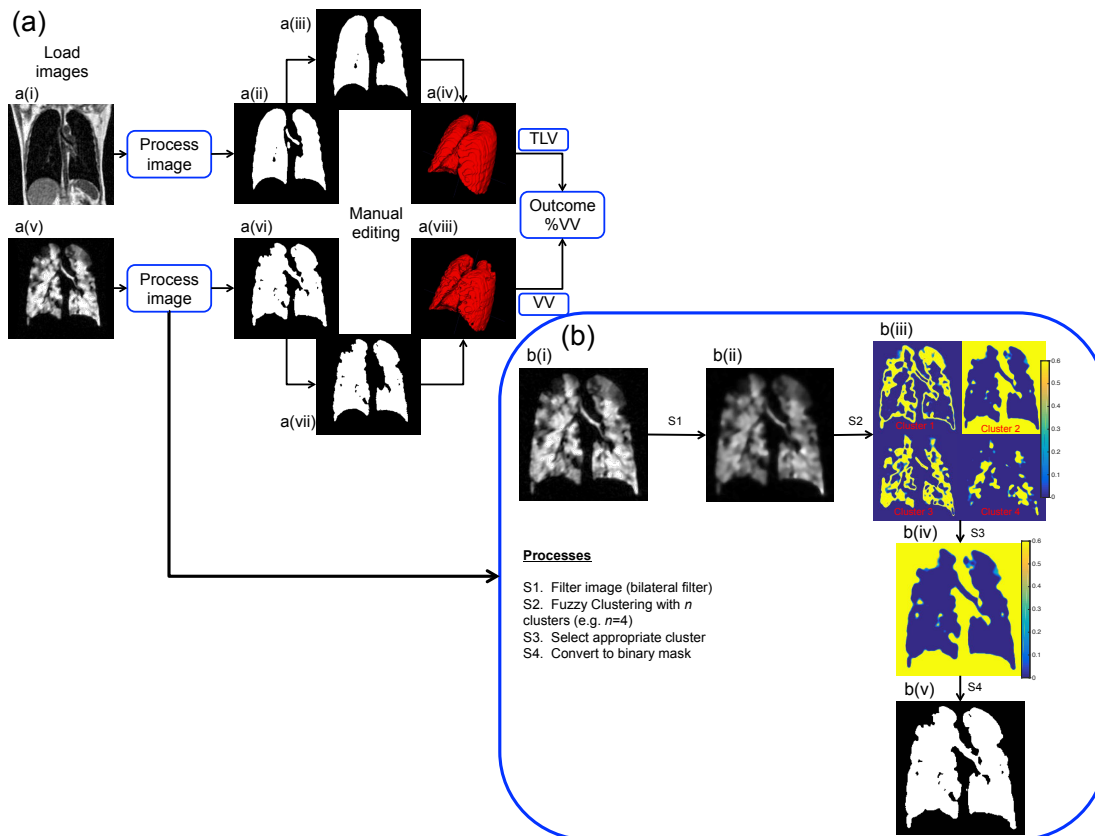 (a)
Load
images
a(i)
Process
image
a(ii)
a(iii)
a(iv)
TLV
Outcome
%VV
Manual
editing
a(v)
Process
image
a(vi)
a(vii)
a(viii)
VV
(b)
b(i)
S1
b(ii)
S2
b(iii)
Cluster 1
Cluster 2
Cluster 3
Cluster 4
0.6
0.5
0.4
0.3
0.2
0.1
0
S3
b(iv)
0.6
0.5
0.4
0.3
0.2
0.1
0
S4
b(v)
Processes
S1. Filter image (bilateral filter)
S2. Fuzzy Clustering with n
clusters (e.g. n=4)
S3. Select appropriate cluster
S4. Convert to binary mask